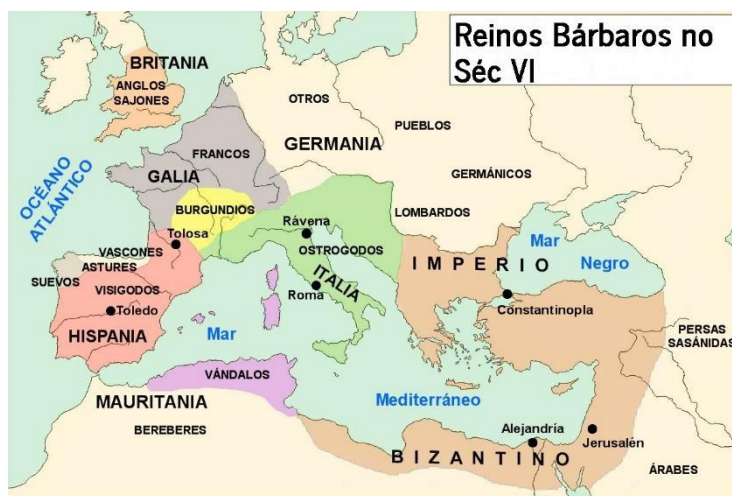 Reinos Bárbaros no
Séc VI
BRITANIA
ANGLOS
SAJONES
OTROS
PUEBLOS
GERMANIA
FRANCOS
GERMÁNICOS
GALIA
OCÉANO
ATLÁNTICO
BURGUNDIOS
LOMBARDOS
Tolosa
Rávena
OSTROGODOS
Mar
Negro
VASCONES
ASTURES
SUEVOS
VISIGODOS
Toledo
HISPANIA
ITALIA
Roma
IMPERIO
Constantinopla
Mar
PERSAS
SASÁNIDAS
VÁNDALOS
MAURITANIA
BEREBERES
Mediterráneo
Alejandría
Jerusalén
BIZANTINO
ÁRABES